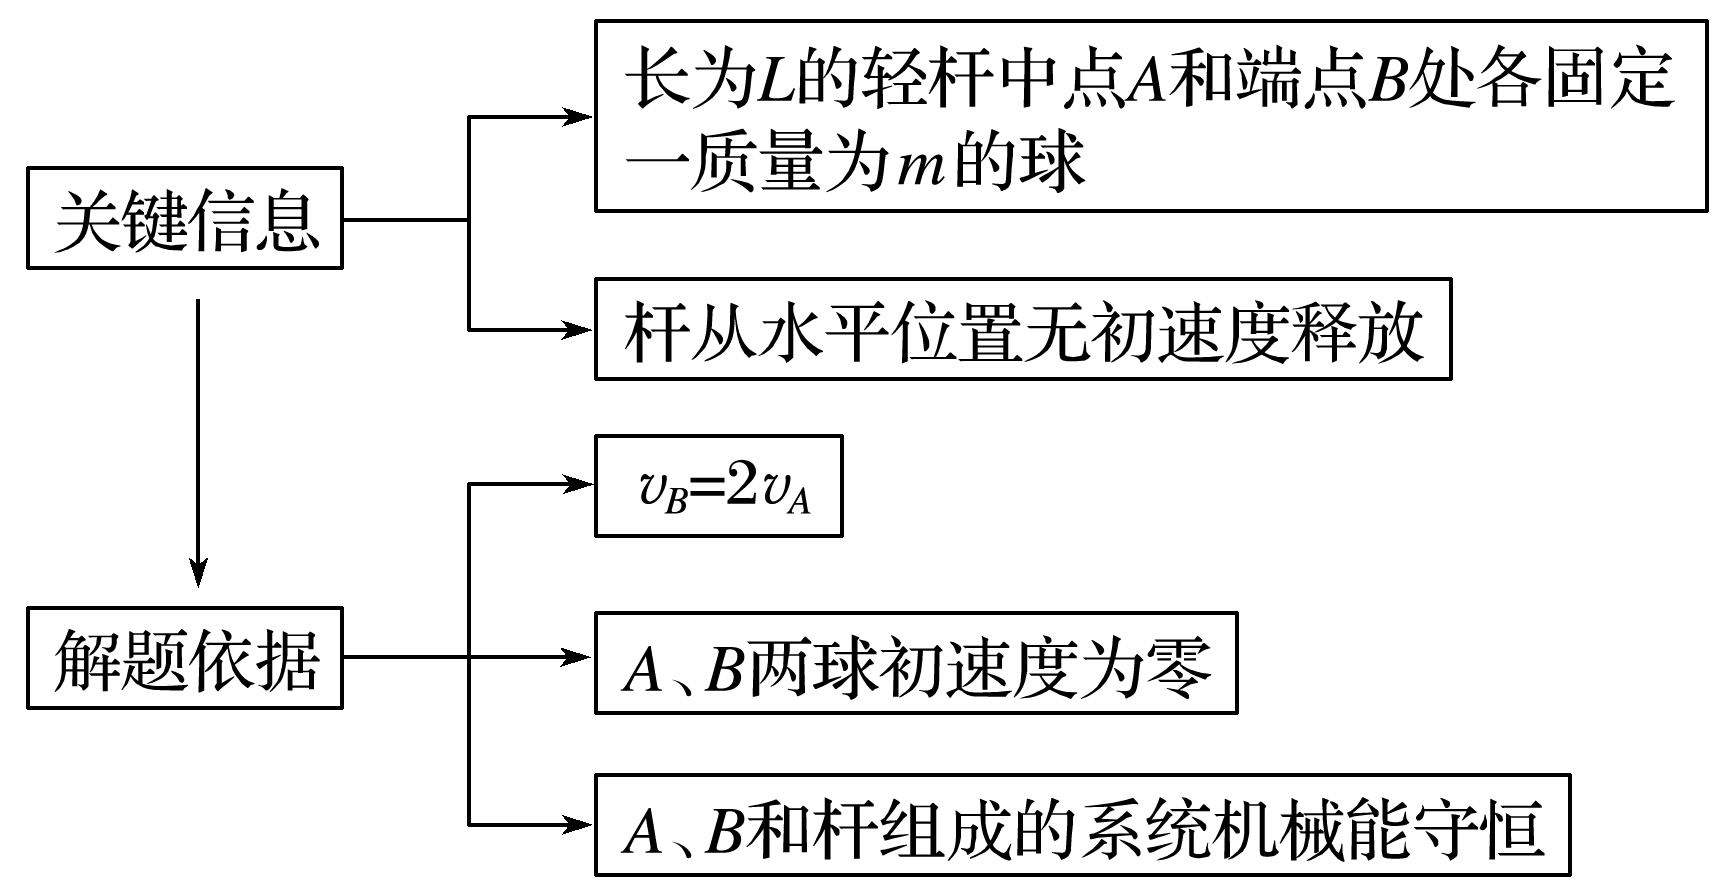 长为L的轻杆中点A和端点B处各固定
一质量为m的球
关键信息
杆从水平位置无初速度释放
v_B=2v_A
解题依据
A、B两球初速度为零
A、B和杆组成的系统机械能守恒